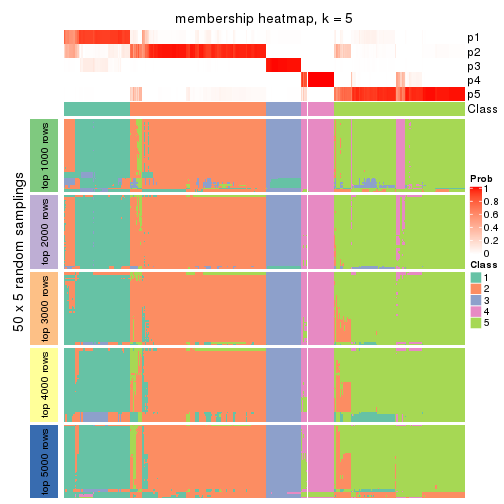 membership heatmap, k = 5
p1
p2
p3
p4
p5
Class
50 x 5 random samplings
top 1000 rows
top 2000 rows
top 3000 rows
top 4000 rows
top 5000 rows
Prob
1
0.8
0.6
0.4
0.2
0
Class
1
2
3
4
5